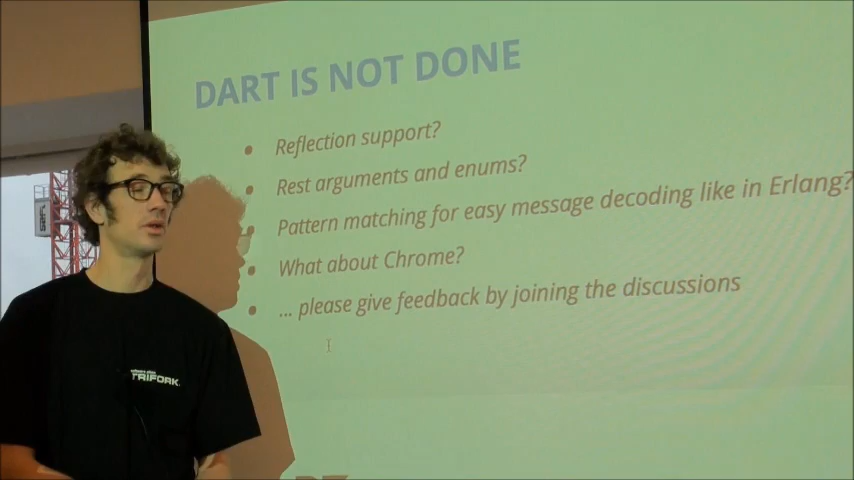 DART IS NOT DONE
Reflection support?
Rest arguments and enums?
Pattern matching for easy message decoding like in Erlang?
What about Chrome?
... please give feedback by joining the discussions
TRIFORK.